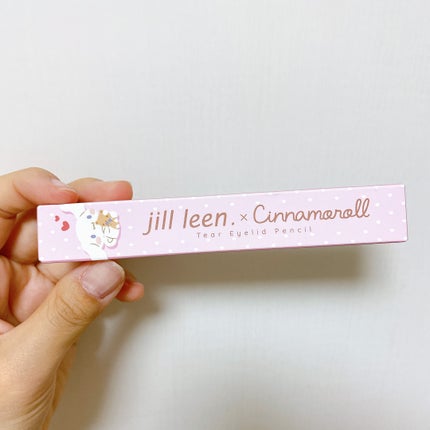 jill leen. × Cinnamoroll
Tear Eyelid Pencil